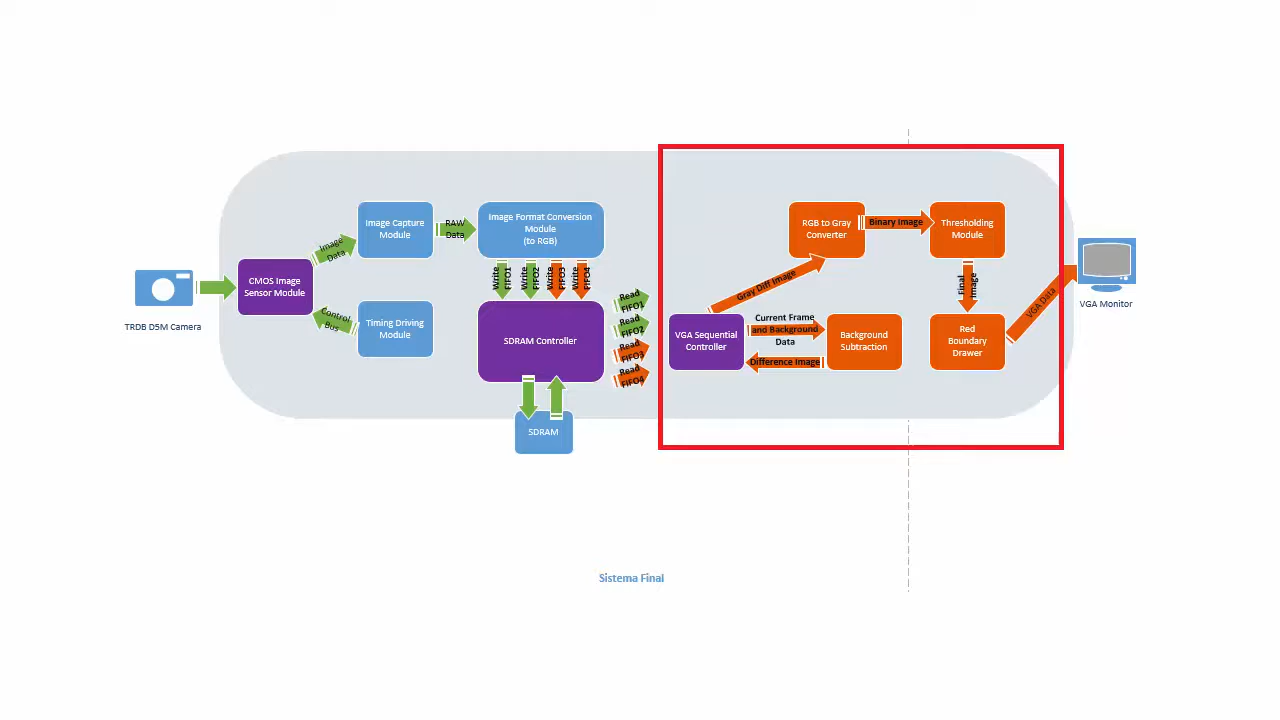 TRDB D5M Camera
CMOS Image
Sensor Module
Image
Data
Control
Bus
Image Capture
Module
Timing Driving
Module
RAW
Data
Image Format Conversion
Module
(to RGB)
Write
FIFO1
Write
FIFO2
Write
FIFO3
Write
FIFO4
SDRAM Controller
SDRAM
Read
FIFO1
Read
FIFO2
Read
FIFO3
Read
FIFO4
VGA Sequential
Controller
Gray Diff Image
Current Frame
and Background
Data
Difference Image
Background
Subtraction
RGB to Gray
Converter
Binary Image
Thresholding
Module
Final
Image
Red
Boundary
Drawer
VGA Data
VGA Monitor
Sistema Final